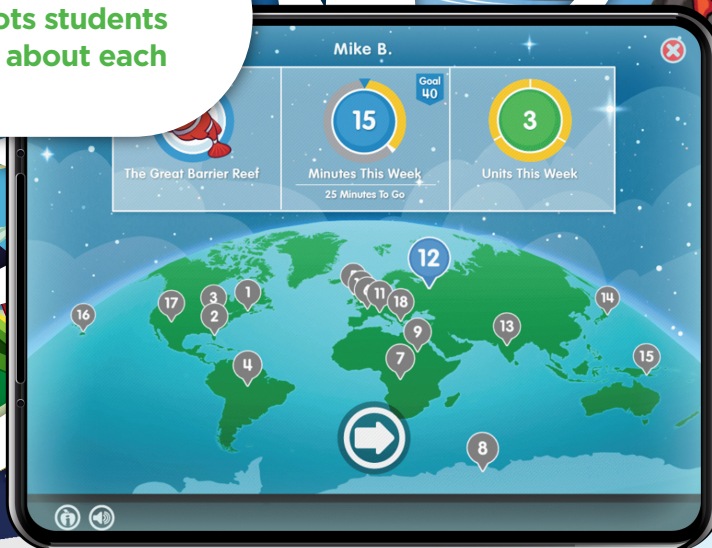 ots students
about each
Mike B.
Goal
40
15
3
The Great Barrier Reef
Minutes This Week
Units This Week
25 Minutes To Go
12
1
3
2
17
16
11
18
14
9
13
7
4
15
8